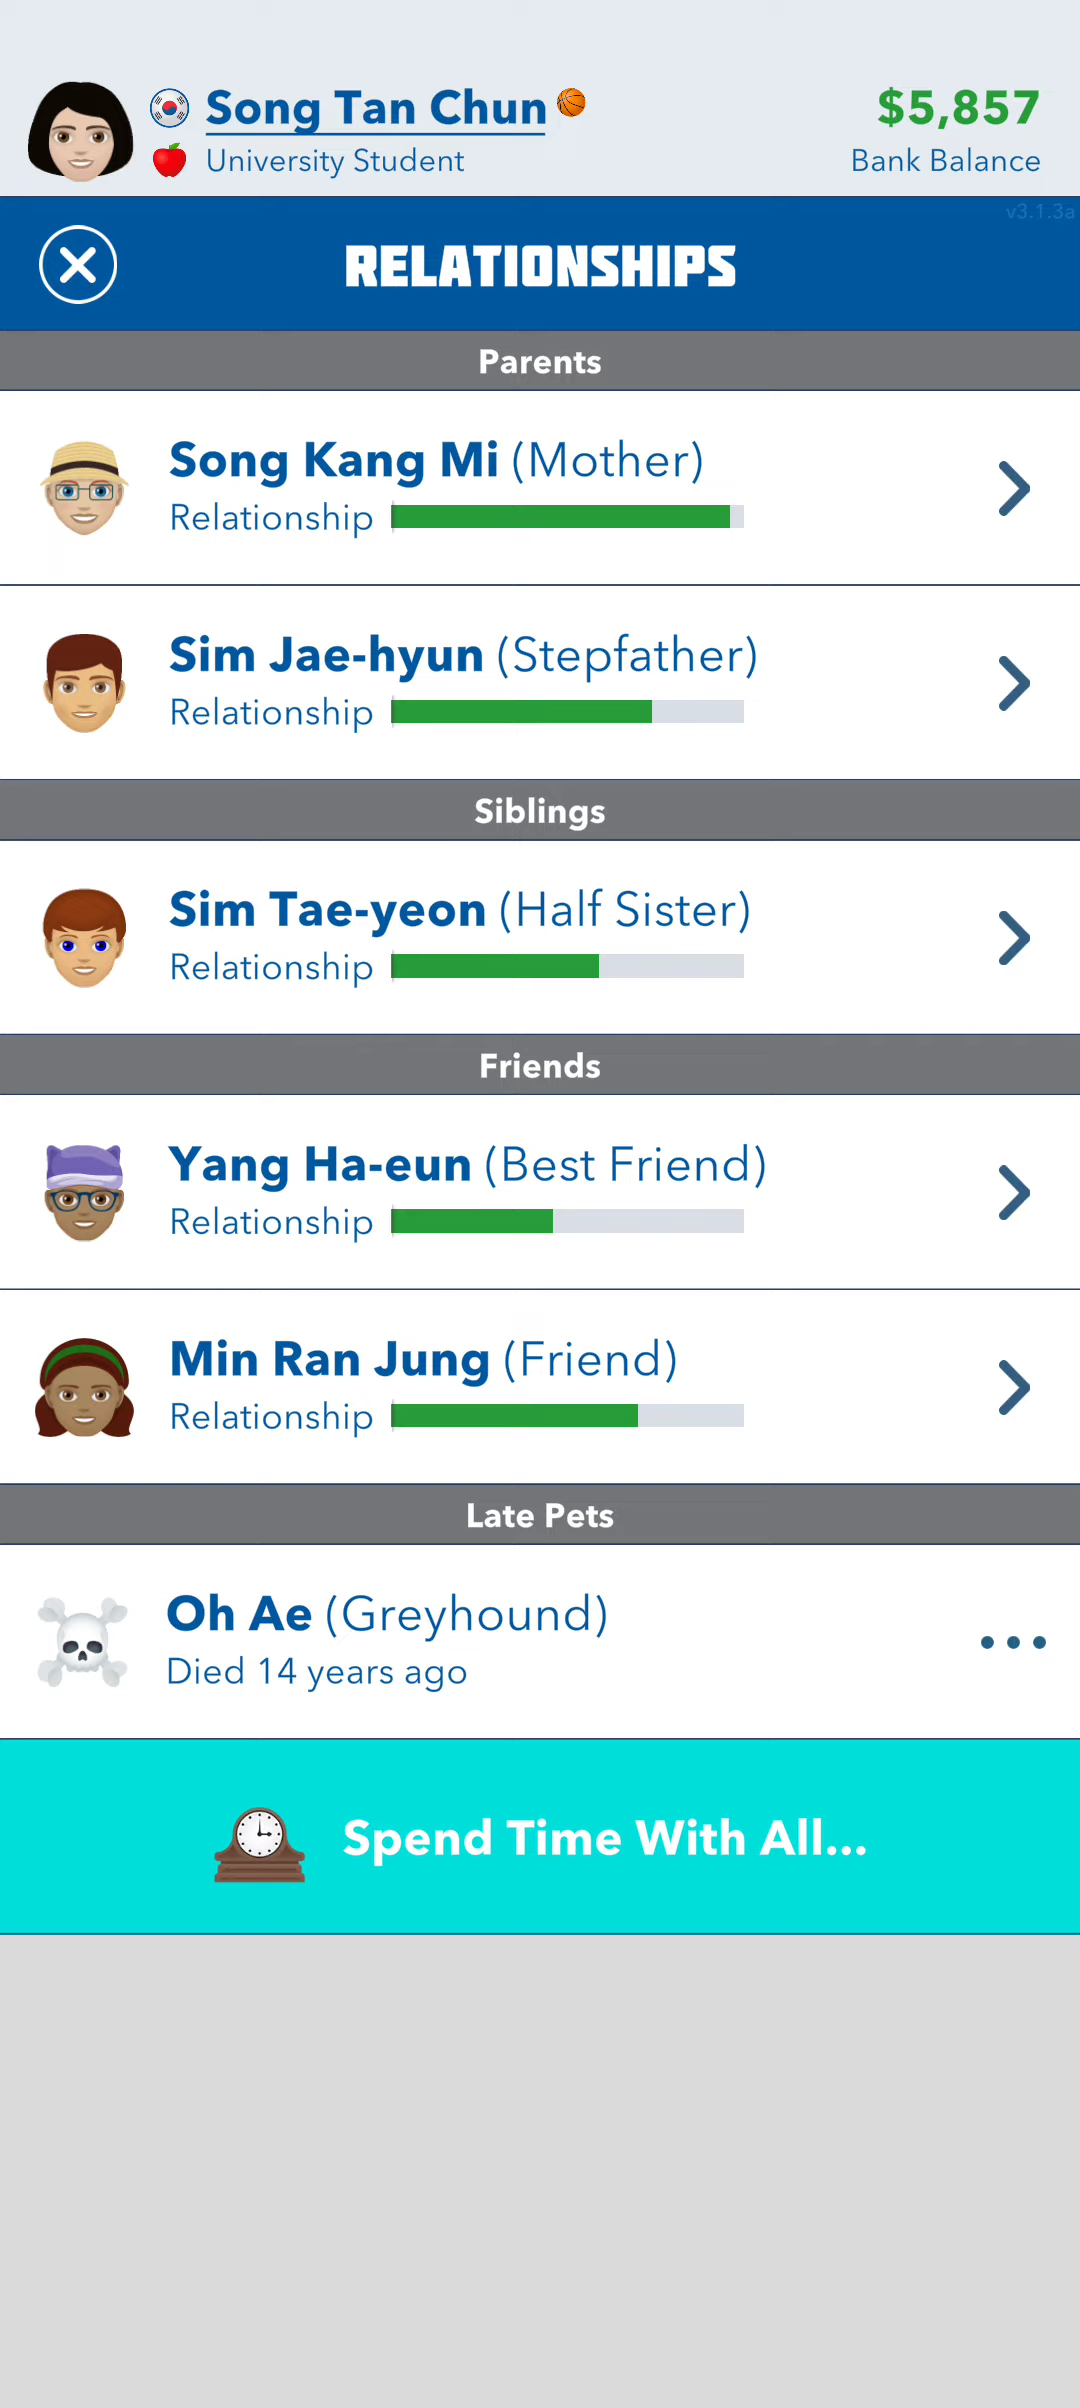 Song Tan Chun
$5,857
University Student
Bank Balance
v3.1.3a
RELATIONSHIPS
Parents
Song Kang Mi (Mother)
Relationship
Sim Jae-hyun (Stepfather)
Relationship
Siblings
Sim Tae-yeon (Half Sister)
Relationship
Friends
Yang Ha-eun (Best Friend)
Relationship
Min Ran Jung (Friend)
Relationship
Late Pets
Oh Ae (Greyhound)
Died 14 years ago
Spend Time With All...